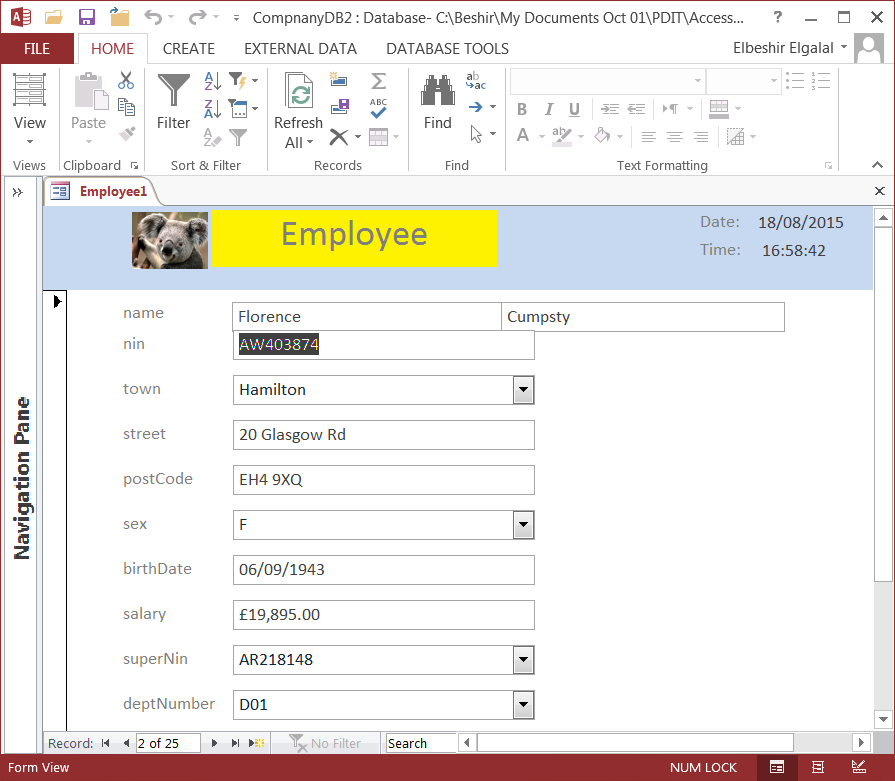 CompnanyDB2 : Database- C:\Beshir\My Documents Oct 01\PDIT\Access...
FILE HOME CREATE EXTERNAL DATA DATABASE TOOLS Elbeshir Elgalal
View Paste Filter Refresh All Find
Views Clipboard Sort & Filter Records Find Text Formatting
Employee1
Employee
Date: 18/08/2015
Time: 16:58:42
Navigation Pane
name Florence Cumpsty
nin AW403874
town Hamilton
street 20 Glasgow Rd
postCode EH4 9XQ
sex F
birthDate 06/09/1943
salary £19,895.00
superNin AR218148
deptNumber D01
Record: 2 of 25 No Filter Search
Form View NUM LOCK